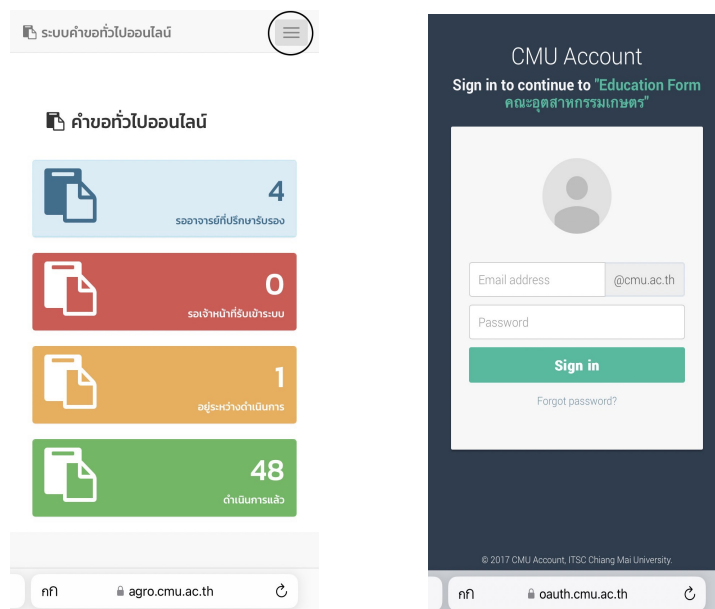 ระบบคำขอทั่วไปออนไลน์
คำขอทั่วไปออนไลน์
4
รออาจารย์ที่ปรึกษารับรอง
0
รอเจ้าหน้าที่รับเข้าระบบ
1
อยู่ระหว่างดำเนินการ
48
ดำเนินการแล้ว
กก agro.cmu.ac.th
CMU Account
Sign in to continue to "Education Form
คณะอุตสาหกรรมเกษตร"
Email address @cmu.ac.th
Password
Sign in
Forgot password?
© 2017 CMU Account, ITSC Chiang Mai University.
กก oauth.cmu.ac.th